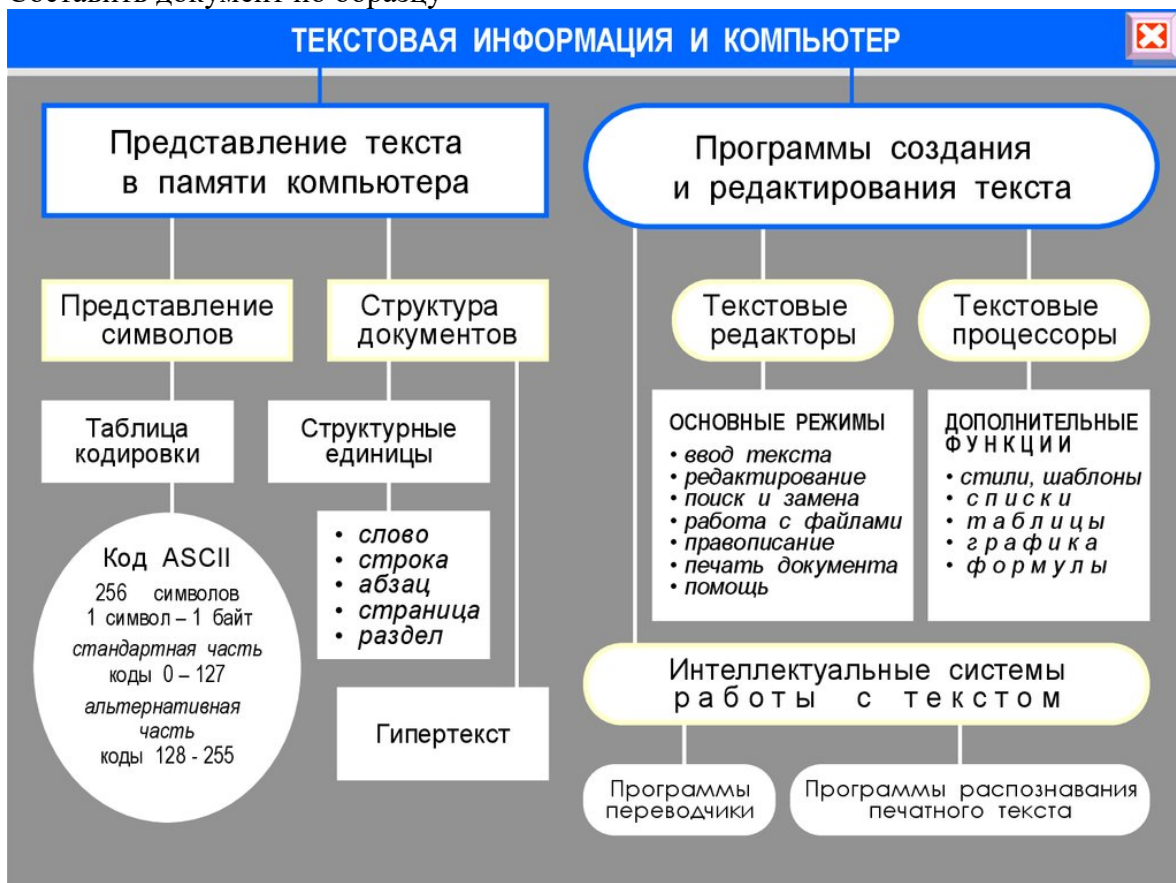 Составить документ по образцу
ТЕКСТОВАЯ ИНФОРМАЦИЯ И КОМПЬЮТЕР
Представление текста
в памяти компьютера
Программы создания
и редактирования текста
Представление
символов
Структура
документов
Текстовые
редакторы
Текстовые
процессоры
Таблица
кодировки
Структурные
единицы
ОСНОВНЫЕ РЕЖИМЫ
• ввод текста
• редактирование
• поиск и замена
• работа с файлами
• правописание
• печать документа
• помощь
ДОПОЛНИТЕЛЬНЫЕ
ФУНКЦИИ
• стили, шаблоны
• списки
• таблицы
• графика
• формулы
Код ASCII
256 символов
1 символ – 1 байт
стандартная часть
коды 0 – 127
альтернативная
часть
коды 128 - 255
• слово
• строка
• абзац
• страница
• раздел
Гипертекст
Интеллектуальные системы
работы с текстом
Программы
переводчики
Программы распознавания
печатного текста